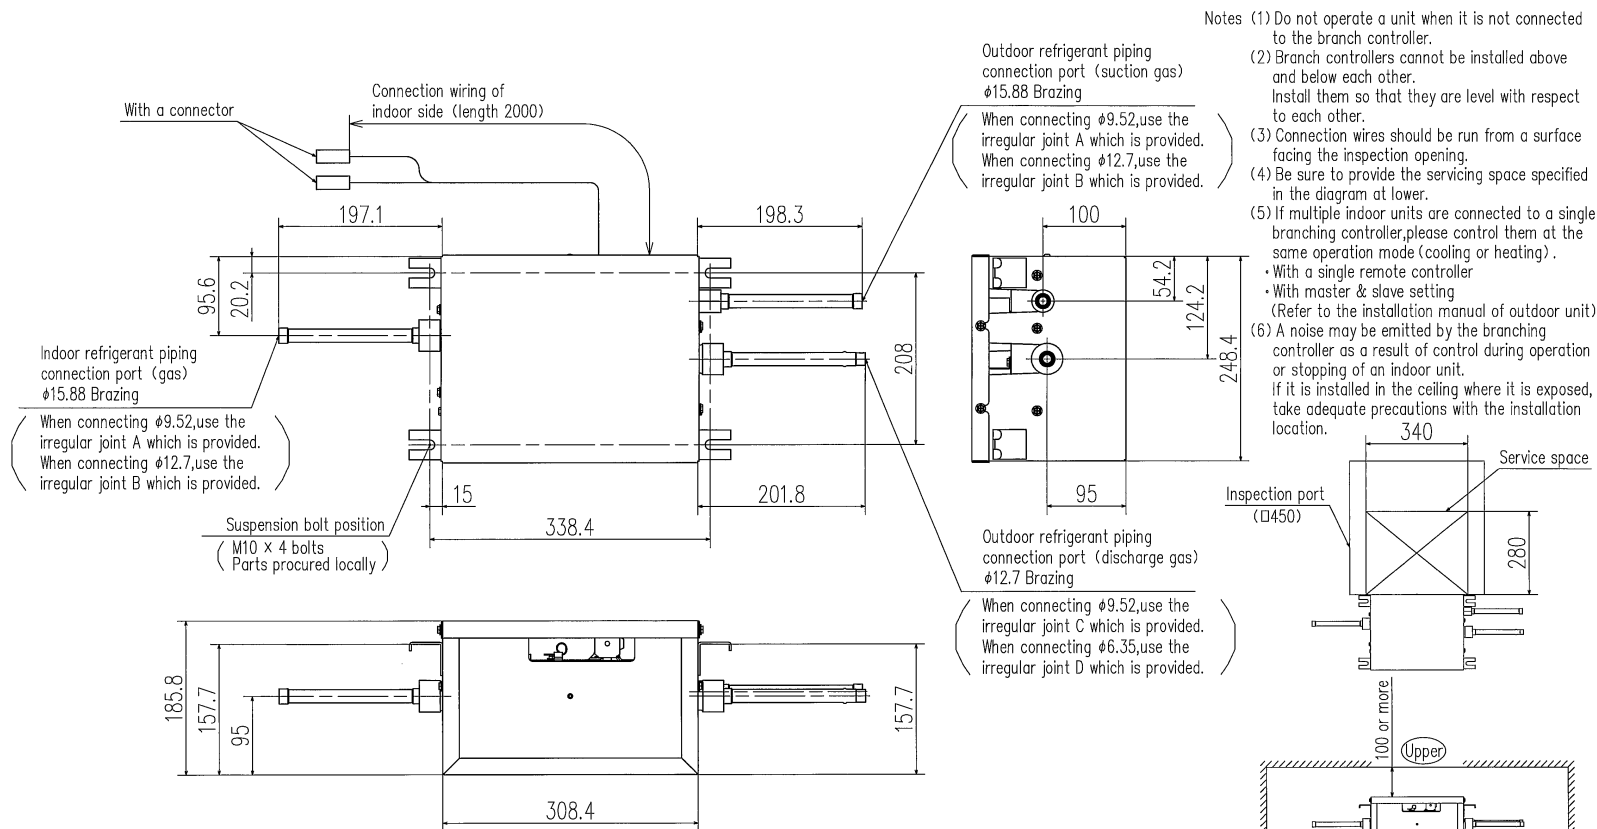 Notes (1) Do not operate a unit when it is not connected
to the branch controller.
(2) Branch controllers cannot be installed above
and below each other.
Install them so that they are level with respect
to each other.
(3) Connection wires should be run from a surface
facing the inspection opening.
(4) Be sure to provide the servicing space specified
in the diagram at lower.
(5) If multiple indoor units are connected to a single
branching controller,please control them at the
same operation mode (cooling or heating) .
・With a single remote controller
・With master & slave setting
(Refer to the installation manual of outdoor unit)
(6) A noise may be emitted by the branching
controller as a result of control during operation
or stopping of an indoor unit.
If it is installed in the ceiling where it is exposed,
take adequate precautions with the installation
location.
With a connector
Connection wiring of
indoor side (length 2000)
Outdoor refrigerant piping
connection port (suction gas)
φ15.88 Brazing
When connecting φ9.52,use the
irregular joint A which is provided.
When connecting φ12.7,use the
irregular joint B which is provided.
197.1
198.3
100
95.6
20.2
208
54.2
124.2
248.4
Indoor refrigerant piping
connection port (gas)
φ15.88 Brazing
When connecting φ9.52,use the
irregular joint A which is provided.
When connecting φ12.7,use the
irregular joint B which is provided.
15
338.4
201.8
95
Suspension bolt position
M10 × 4 bolts
Parts procured locally
Outdoor refrigerant piping
connection port (discharge gas)
φ12.7 Brazing
When connecting φ9.52,use the
irregular joint C which is provided.
When connecting φ6.35,use the
irregular joint D which is provided.
340
Service space
Inspection port
(□450)
280
100 or more
Upper
185.8
157.7
95
157.7
308.4